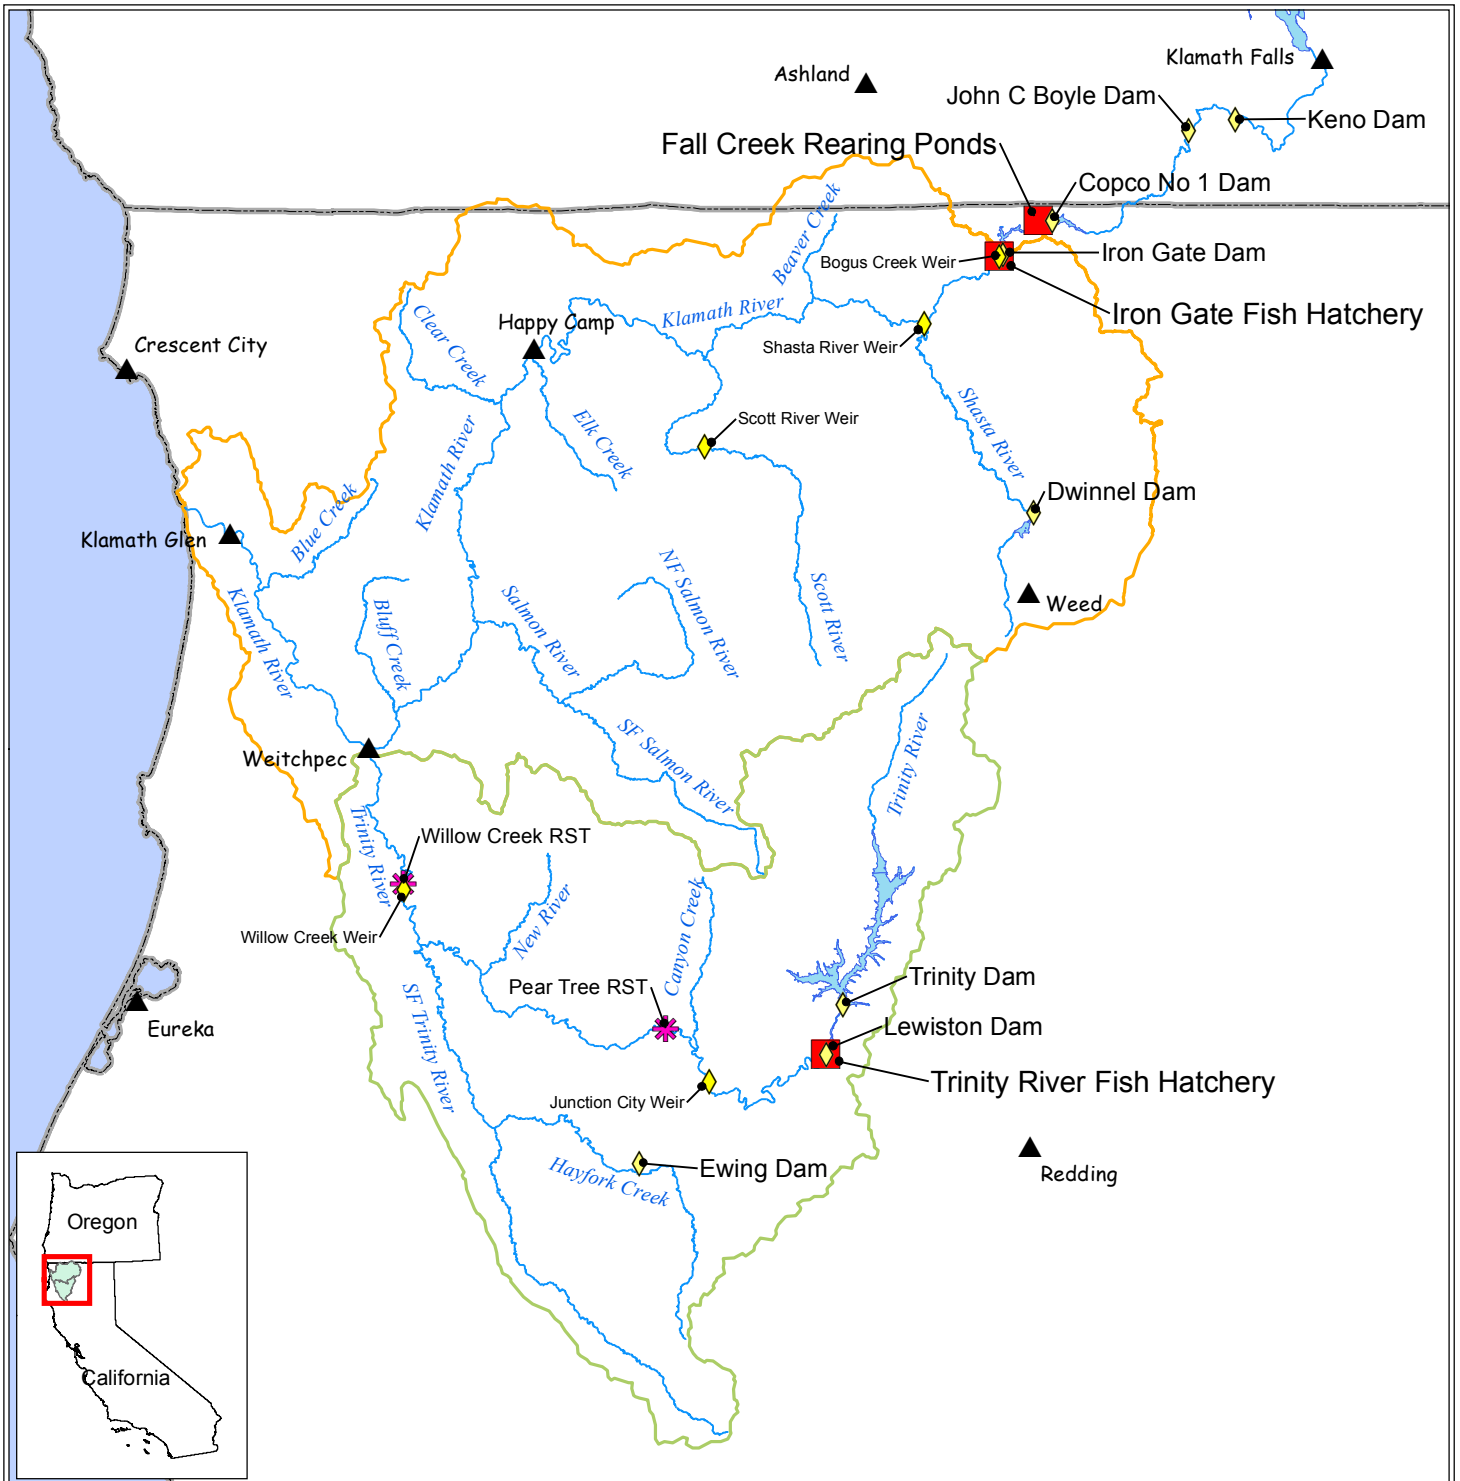 Klamath Falls
Ashland
John C Boyle Dam
Keno Dam
Fall Creek Rearing Ponds
Copco No 1 Dam
Beaver Creek
Bogus Creek Weir
Iron Gate Dam
Iron Gate Fish Hatchery
Clear Creek
Happy Camp
Klamath River
Shasta River Weir
Crescent City
Klamath River
Elk Creek
Scott River Weir
Shasta River
Dwinnel Dam
Blue Creek
Klamath Glen
Klamath River
Bluff Creek
Salmon River
NF Salmon River
Scott River
Weed
Weitchpec
SF Salmon River
Trinity River
Trinity River
Willow Creek RST
Willow Creek Weir
New River
Canyon Creek
Pear Tree RST
Trinity Dam
Eureka
SF Trinity River
Lewiston Dam
Trinity River Fish Hatchery
Junction City Weir
Hayfork Creek
Ewing Dam
Redding
Oregon
California